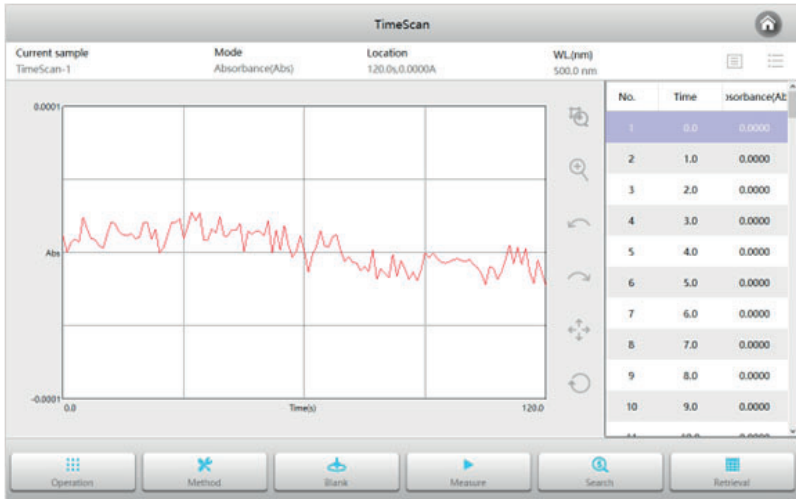 TimeScan
Current sample Mode Location WL.(nm)
TimeScan-1 Absorbance(Abs) 120.0s,0.0000A 500.0 nm
No. Time
0.0001
1 0.0 0.0000
2 1.0 0.0000
3 2.0 0.0000
4 3.0 0.0000
Abs
5 4.0 0.0000
6 5.0 0.0000
7 6.0 0.0000
8 7.0 0.0000
9 8.0 0.0000
-0.0001
0.0 Time(s) 120.0
10 9.0 0.0000
Operation Method Blank Measure Search Retrieval